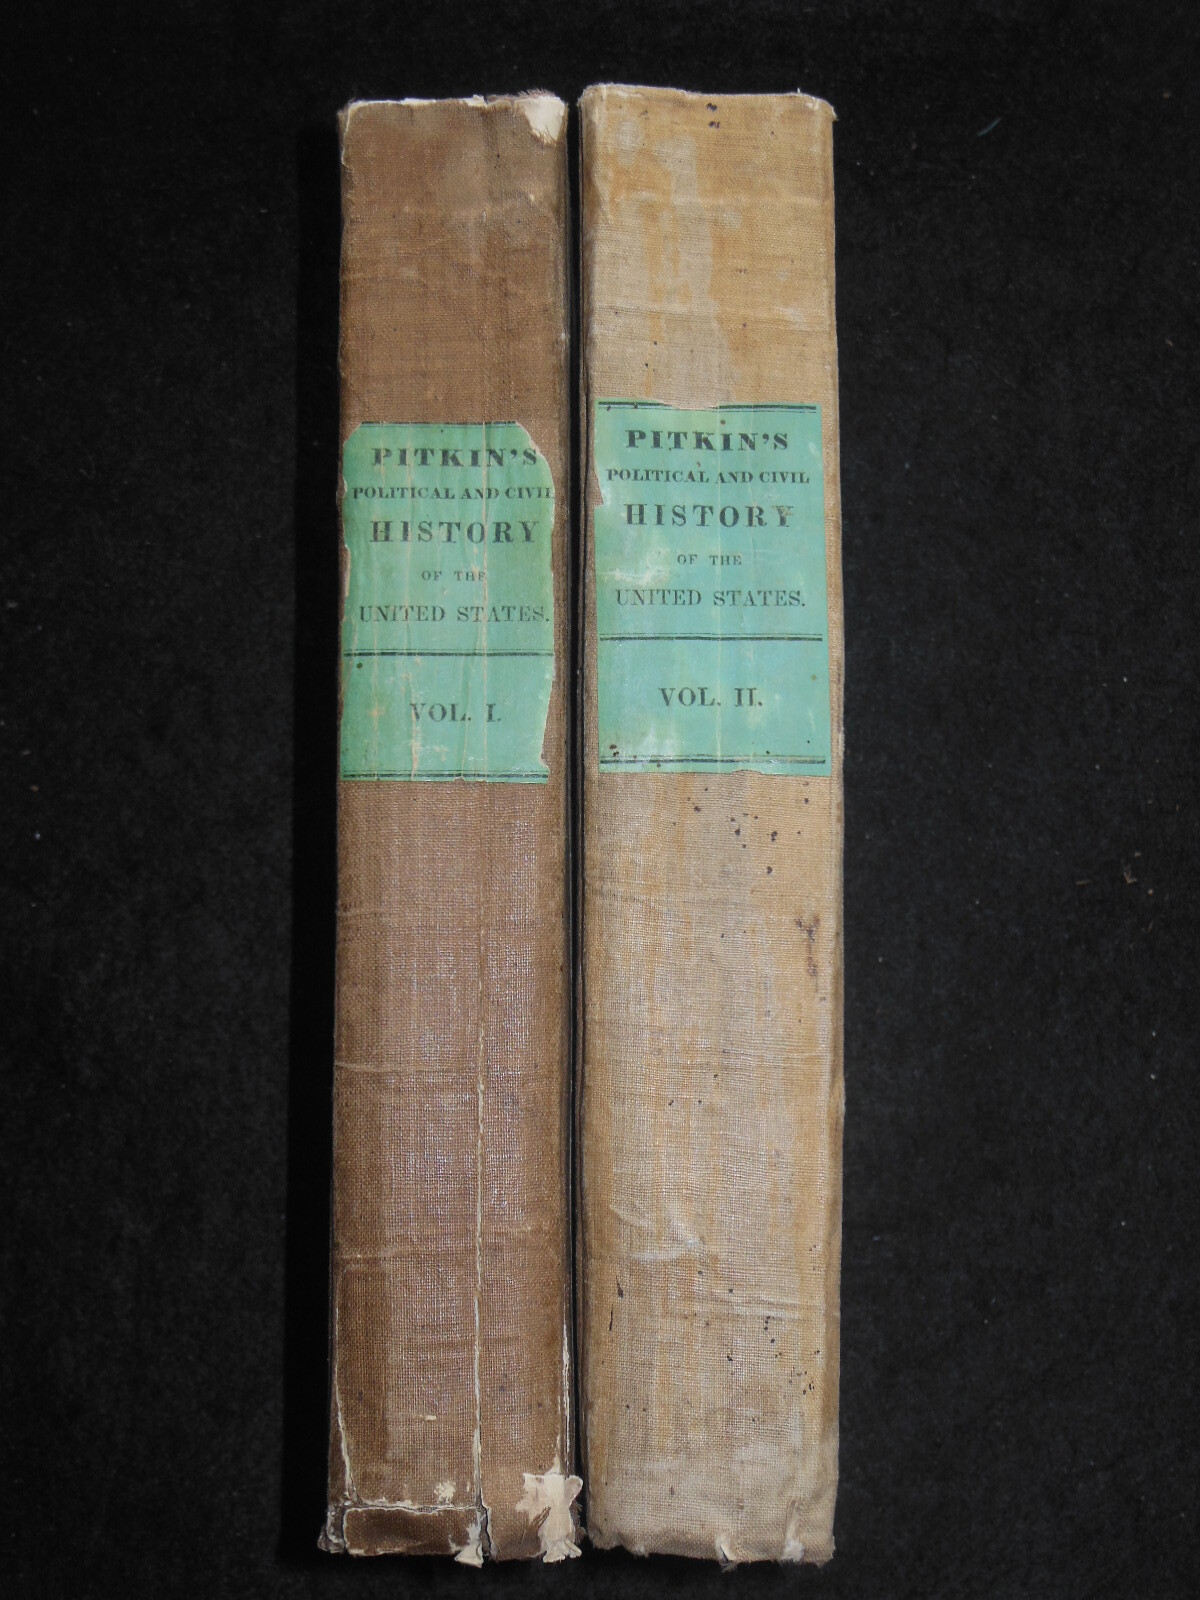 PITKIN'S
POLITICAL AND CIVIL
HISTORY
OF THE
UNITED STATES.
VOL. I.
PITKIN'S
POLITICAL AND CIVIL
HISTORY
OF THE
UNITED STATES.
VOL. II.